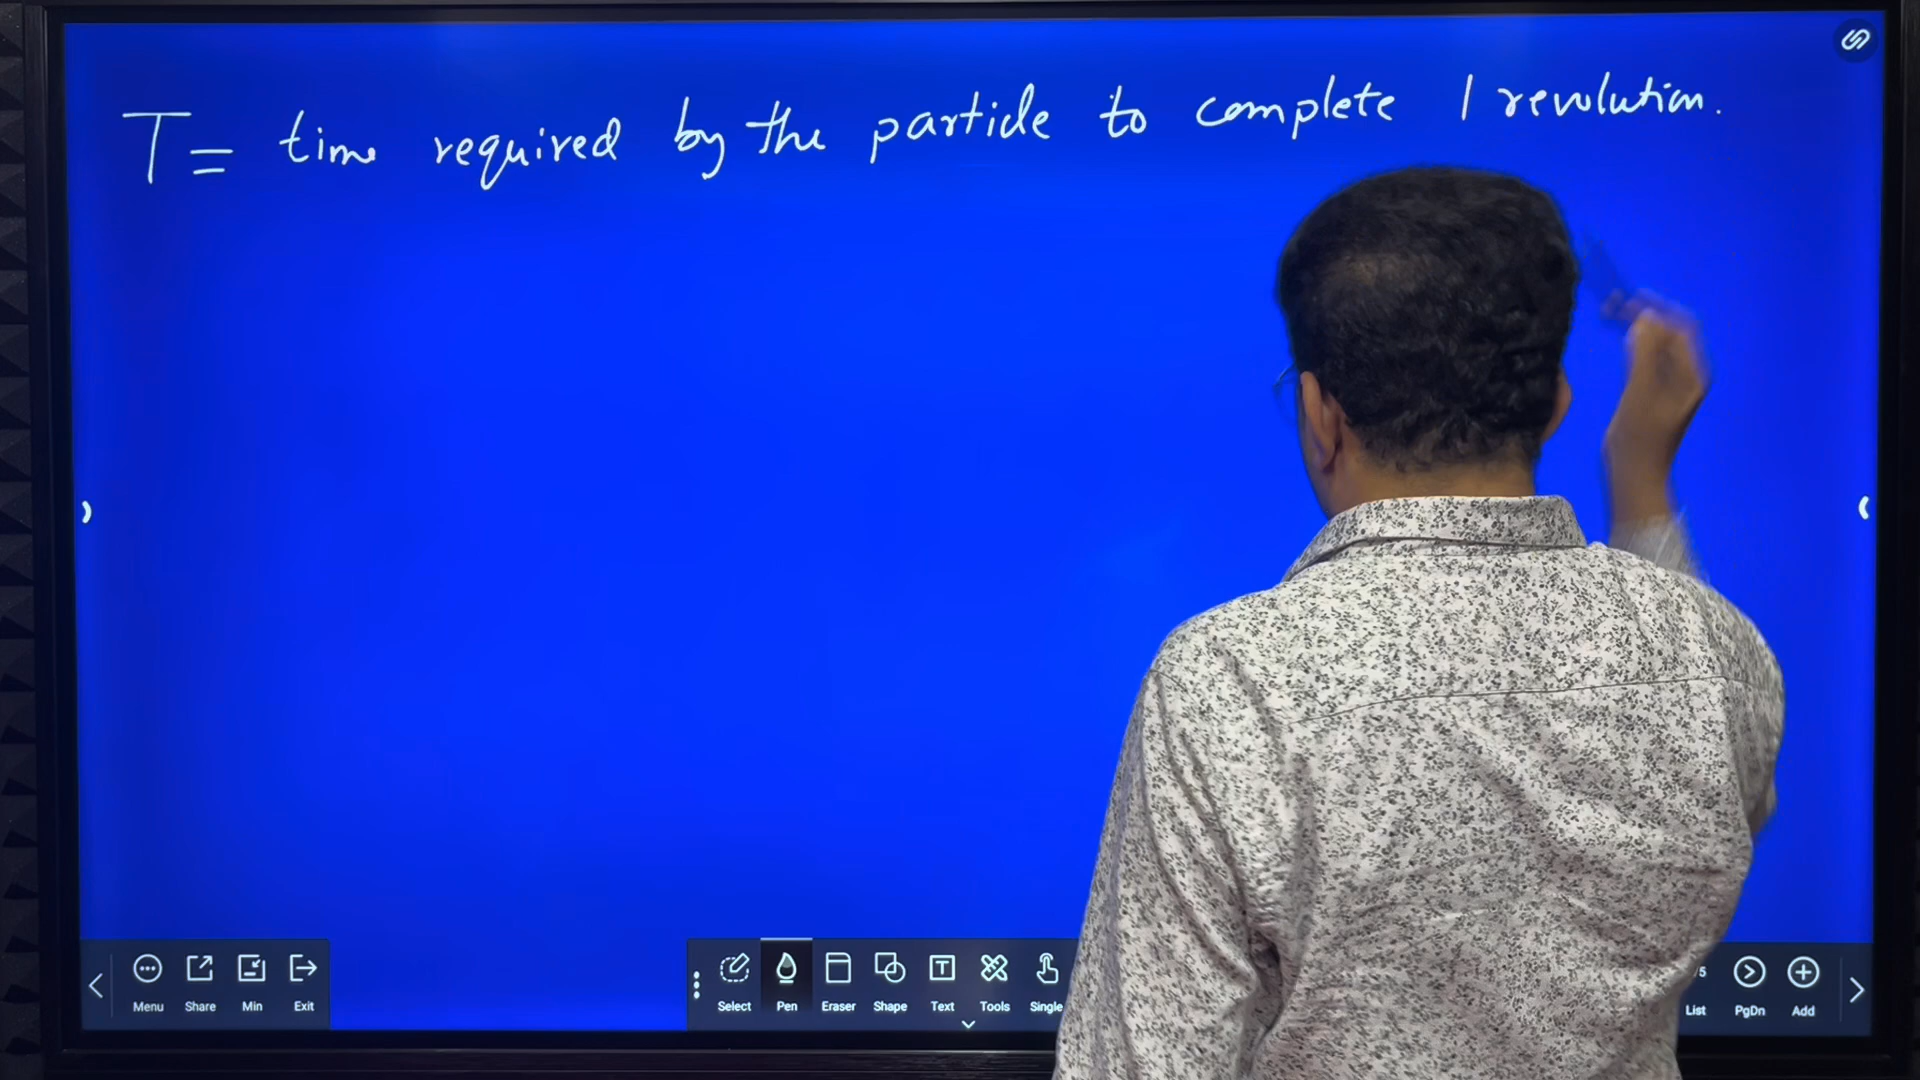 T = time required by the particle to complete 1 revolution.
Menu Share Min Exit
Select Pen Eraser Shape Text Tools Single
/5
List PgDn Add